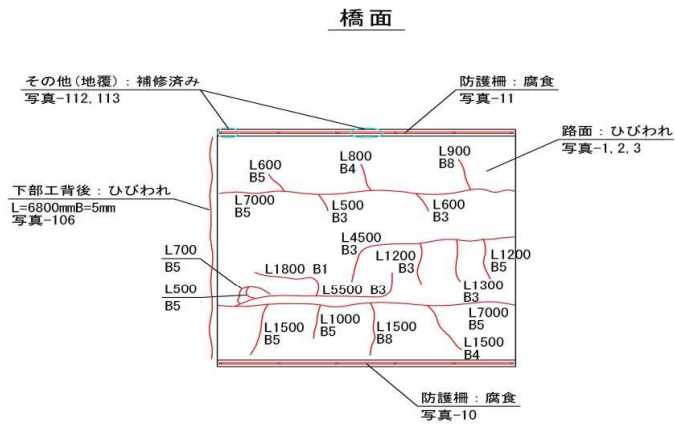 橋面
その他(地覆)：補修済み
写真-112,113
防護柵：腐食
写真-11
路面：ひびわれ
写真-1,2,3
L600
B5
L800
B4
L900
B8
下部工背後：ひびわれ
L=6800mmB=5mm
写真-106
L7000
B5
L500
B3
L600
B3
L4500
B3
L700
B5
L1800 B1
L1200
B3
L1200
B5
L500
B5
L5500 B3
L1300
B3
L1500
B5
L1000
B5
L1500
B8
L7000
B5
L1500
B4
防護柵：腐食
写真-10